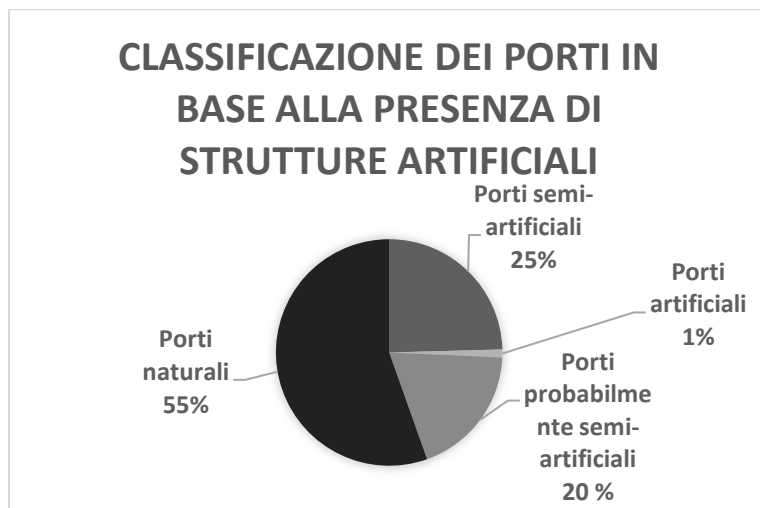 CLASSIFICAZIONE DEI PORTI IN
BASE ALLA PRESENZA DI
STRUTTURE ARTIFICIALI
Porti semi-
artificiali
25%
Porti
artificiali
1%
Porti
probabilme
nte semi-
artificiali
20 %
Porti
naturali
55%